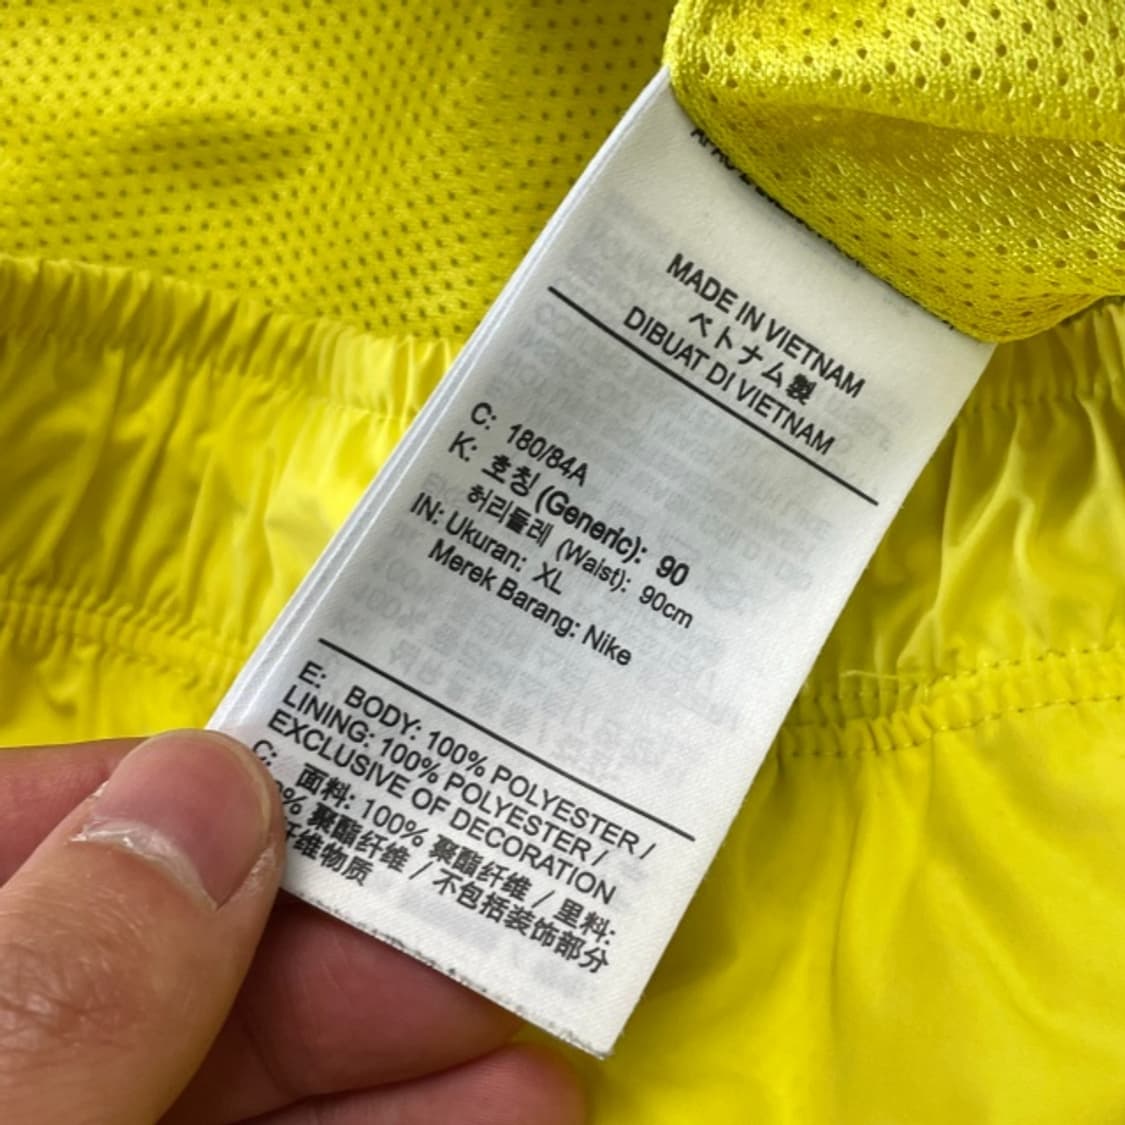 MADE IN VIETNAM
ベトナム製
DIBUAT DI VIETNAM
C: 180/84A
K: 호칭 (Generic): 90
허리둘레 (Waist): 90cm
IN: Ukuran: XL
Merek Barang: Nike
E: BODY: 100% POLYESTER /
LINING: 100% POLYESTER /
EXCLUSIVE OF DECORATION
C: 面料: 100% 聚酯纤维 / 里料:
% 聚酯纤维 / 不包括装饰部分
纤维物质